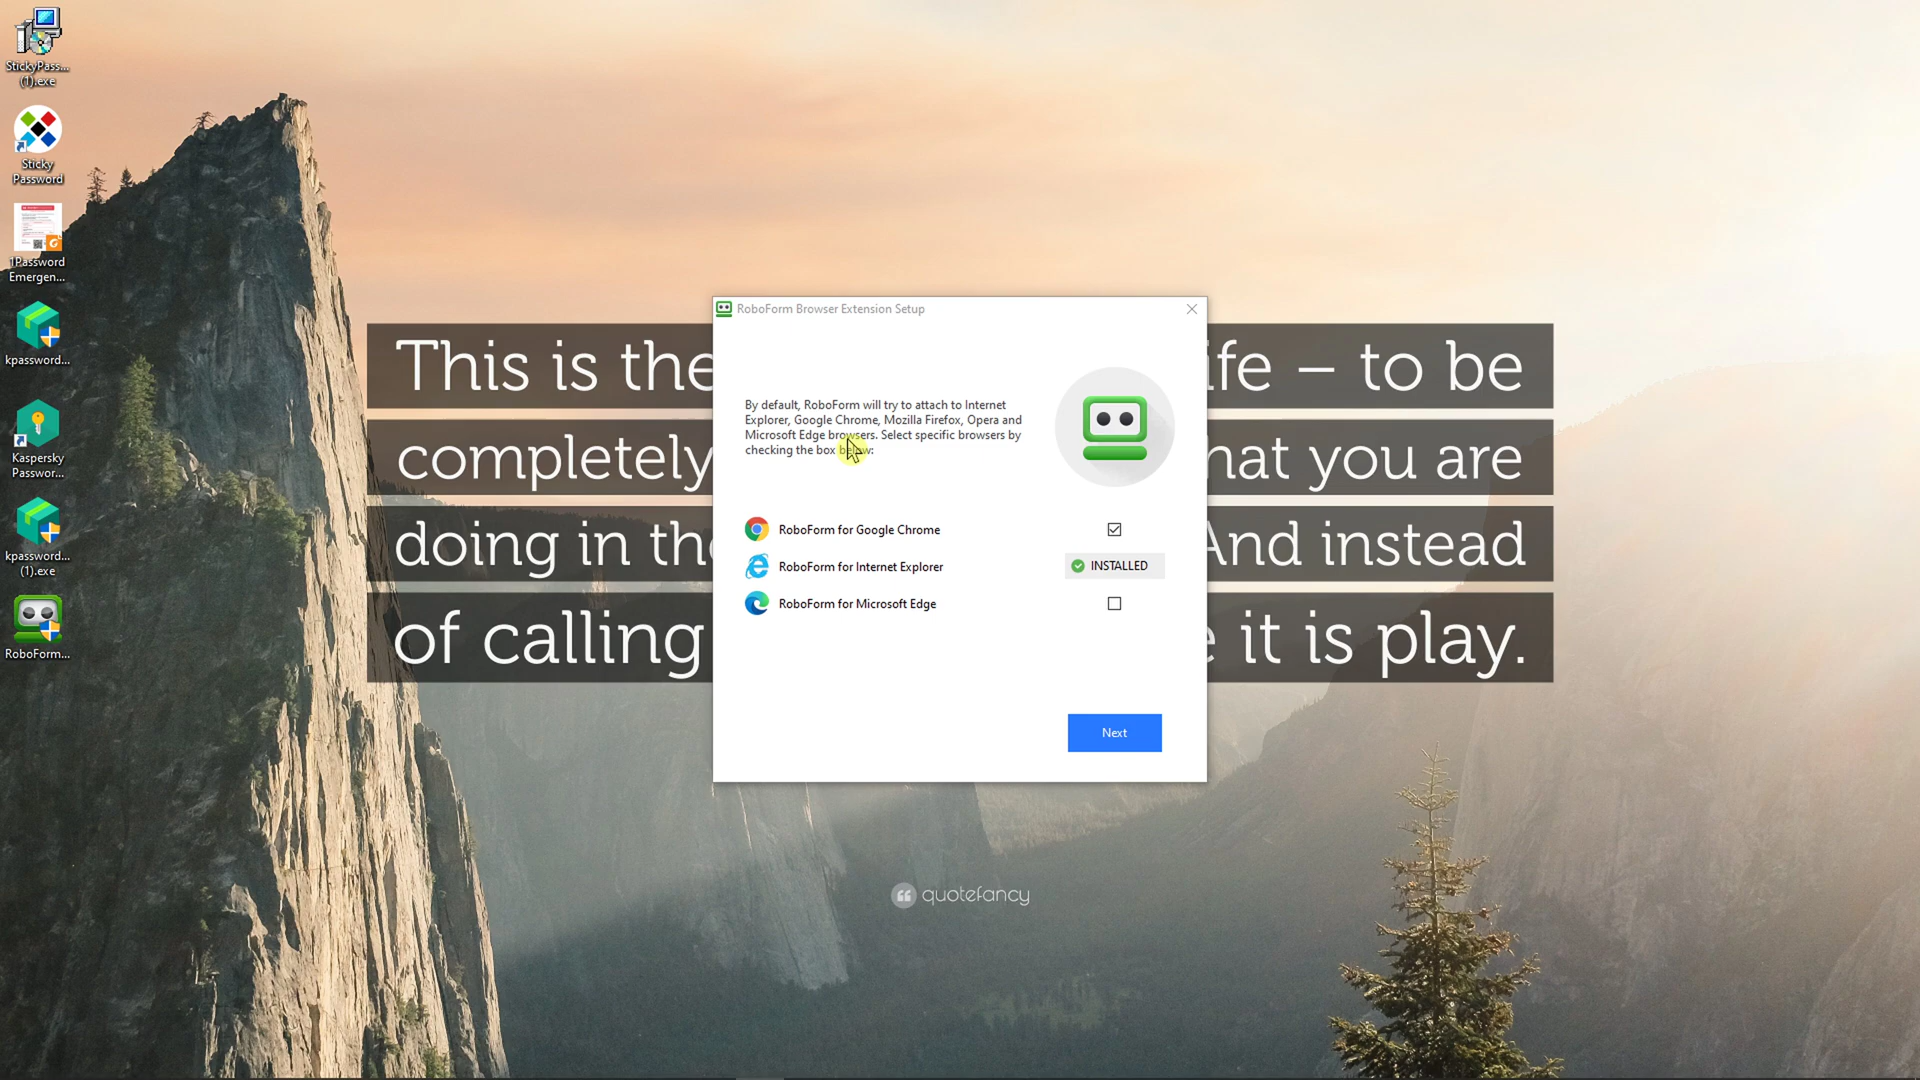 StickyPass...
(1).exe
Sticky
Password
1Password
Emergen...
kpassword...
Kaspersky
Passwor...
kpassword...
(1).exe
RoboForm...
RoboForm Browser Extension Setup
By default, RoboForm will try to attach to Internet
Explorer, Google Chrome, Mozilla Firefox, Opera and
Microsoft Edge browsers. Select specific browsers by
checking the box below:
RoboForm for Google Chrome
RoboForm for Internet Explorer
INSTALLED
RoboForm for Microsoft Edge
Next
This is the ife – to be
completely hat you are
doing in th And instead
of calling e it is play.
quotefancy